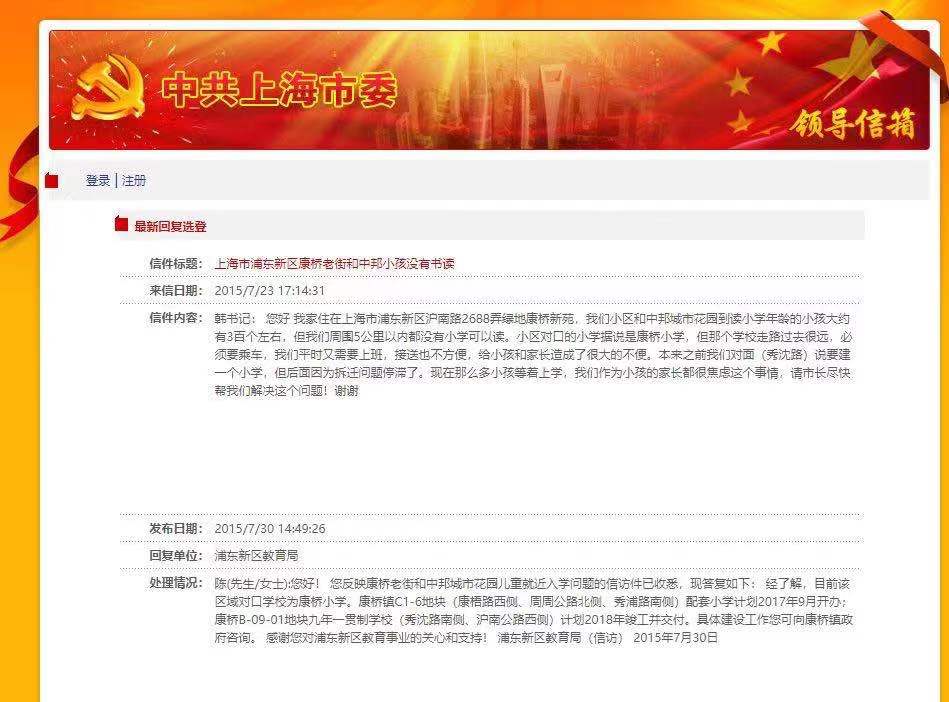 中共上海市委
领导信箱
登录 | 注册
最新回复选登
信件标题： 上海市浦东新区康桥老街和中邦小孩没有书读
来信日期： 2015/7/23 17:14:31
信件内容： 韩书记： 您好 我家住在上海市浦东新区沪南路2688弄绿地康桥新苑，我们小区和中邦城市花园到读小学年龄的小孩大约
有3百个左右，但我们周围5公里以内都没有小学可以读。小区对口的小学据说是康桥小学，但那个学校走路过去很远，必
须要乘车，我们平时又需要上班，接送也不方便，给小孩和家长造成了很大的不便。本来之前我们对面（秀沈路）说要建
一个小学，但后面因为拆迁问题停滞了。现在那么多小孩等着上学，我们作为小孩的家长都很焦虑这个事情，请市长尽快
帮我们解决这个问题！谢谢
发布日期： 2015/7/30 14:49:26
回复单位： 浦东新区教育局
处理情况： 陈(先生/女士):您好！ 您反映康桥老街和中邦城市花园儿童就近入学问题的信访件已收悉，现答复如下： 经了解，目前该
区域对口学校为康桥小学。康桥镇C1-6地块（康梧路西侧、周周公路北侧、秀浦路南侧）配套小学计划2017年9月开办；
康桥B-09-01地块九年一贯制学校（秀沈路南侧、沪南公路西侧）计划2018年竣工并交付。具体建设工作您可向康桥镇政
府咨询。 感谢您对浦东新区教育事业的关心和支持！ 浦东新区教育局（信访） 2015年7月30日